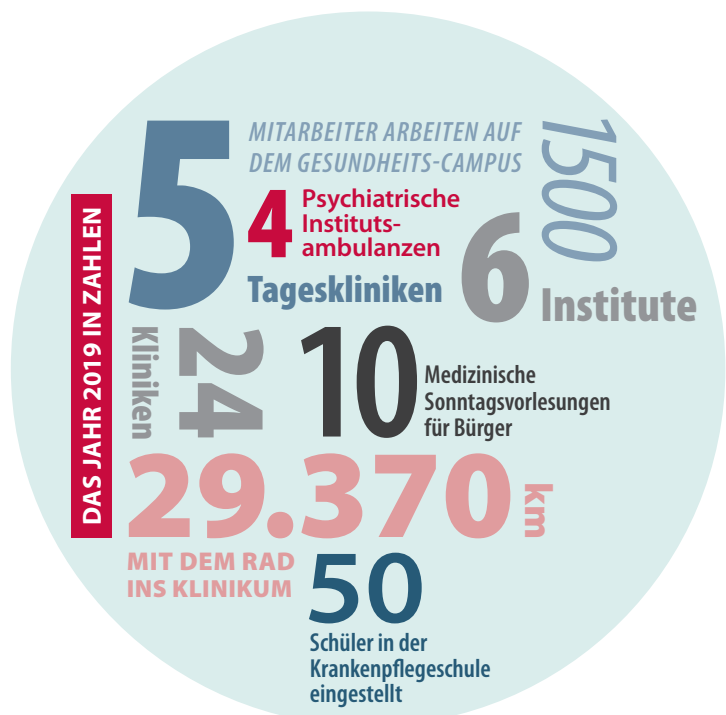 DAS JAHR 2019 IN ZAHLEN
5
Tageskliniken
MITARBEITER ARBEITEN AUF
DEM GESUNDHEITS-CAMPUS
1500
4
Psychiatrische
Instituts-
ambulanzen
6
Institute
24
Kliniken
10
Medizinische
Sonntagsvorlesungen
für Bürger
29.370 km
MIT DEM RAD
INS KLINIKUM
50
Schüler in der
Krankenpflegeschule
eingestellt